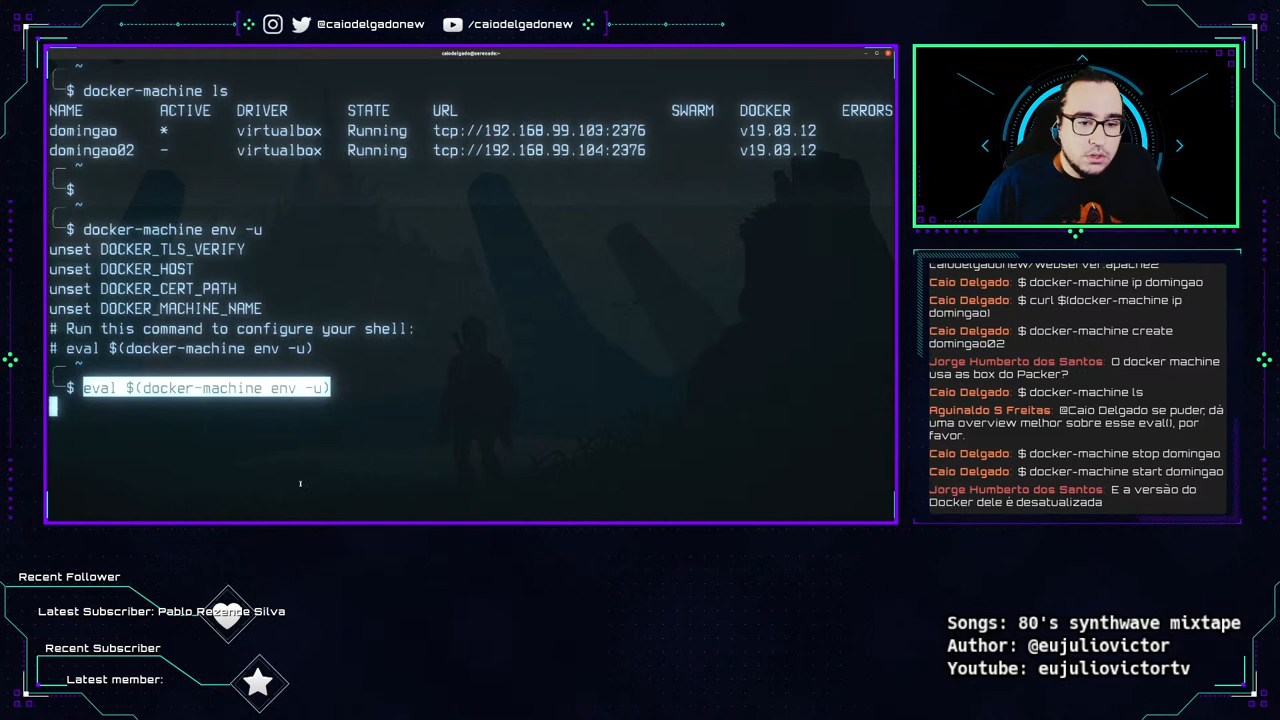 @caiodelgadonew /caiodelgadonew
caiodelgado@serenade:~
~
$ docker-machine ls
NAME ACTIVE DRIVER STATE URL SWARM DOCKER ERRORS
domingao * virtualbox Running tcp://192.168.99.103:2376 v19.03.12
domingao02 - virtualbox Running tcp://192.168.99.104:2376 v19.03.12
~
$
~
$ docker-machine env -u
unset DOCKER_TLS_VERIFY
unset DOCKER_HOST
unset DOCKER_CERT_PATH
unset DOCKER_MACHINE_NAME
# Run this command to configure your shell:
# eval $(docker-machine env -u)
~
$ eval $(docker-machine env -u)
caiodelgadonew/webserver:apache2
Caio Delgado: $ docker-machine ip domingao
Caio Delgado: $ curl $(docker-machine ip
domingao)
Caio Delgado: $ docker-machine create
domingao02
Jorge Humberto dos Santos: O docker machine
usa as box do Packer?
Caio Delgado: $ docker-machine ls
Aguinaldo S Freitas: @Caio Delgado se puder, dá
uma overview melhor sobre esse eval(), por
favor.
Caio Delgado: $ docker-machine stop domingao
Caio Delgado: $ docker-machine start domingao
Jorge Humberto dos Santos: E a versão do
Docker dele é desatualizada
Recent Follower
Latest Subscriber: Pablo Rezende Silva
Recent Subscriber
Latest member:
Songs: 80's synthwave mixtape
Author: @eujuliovictor
Youtube: eujuliovictortv